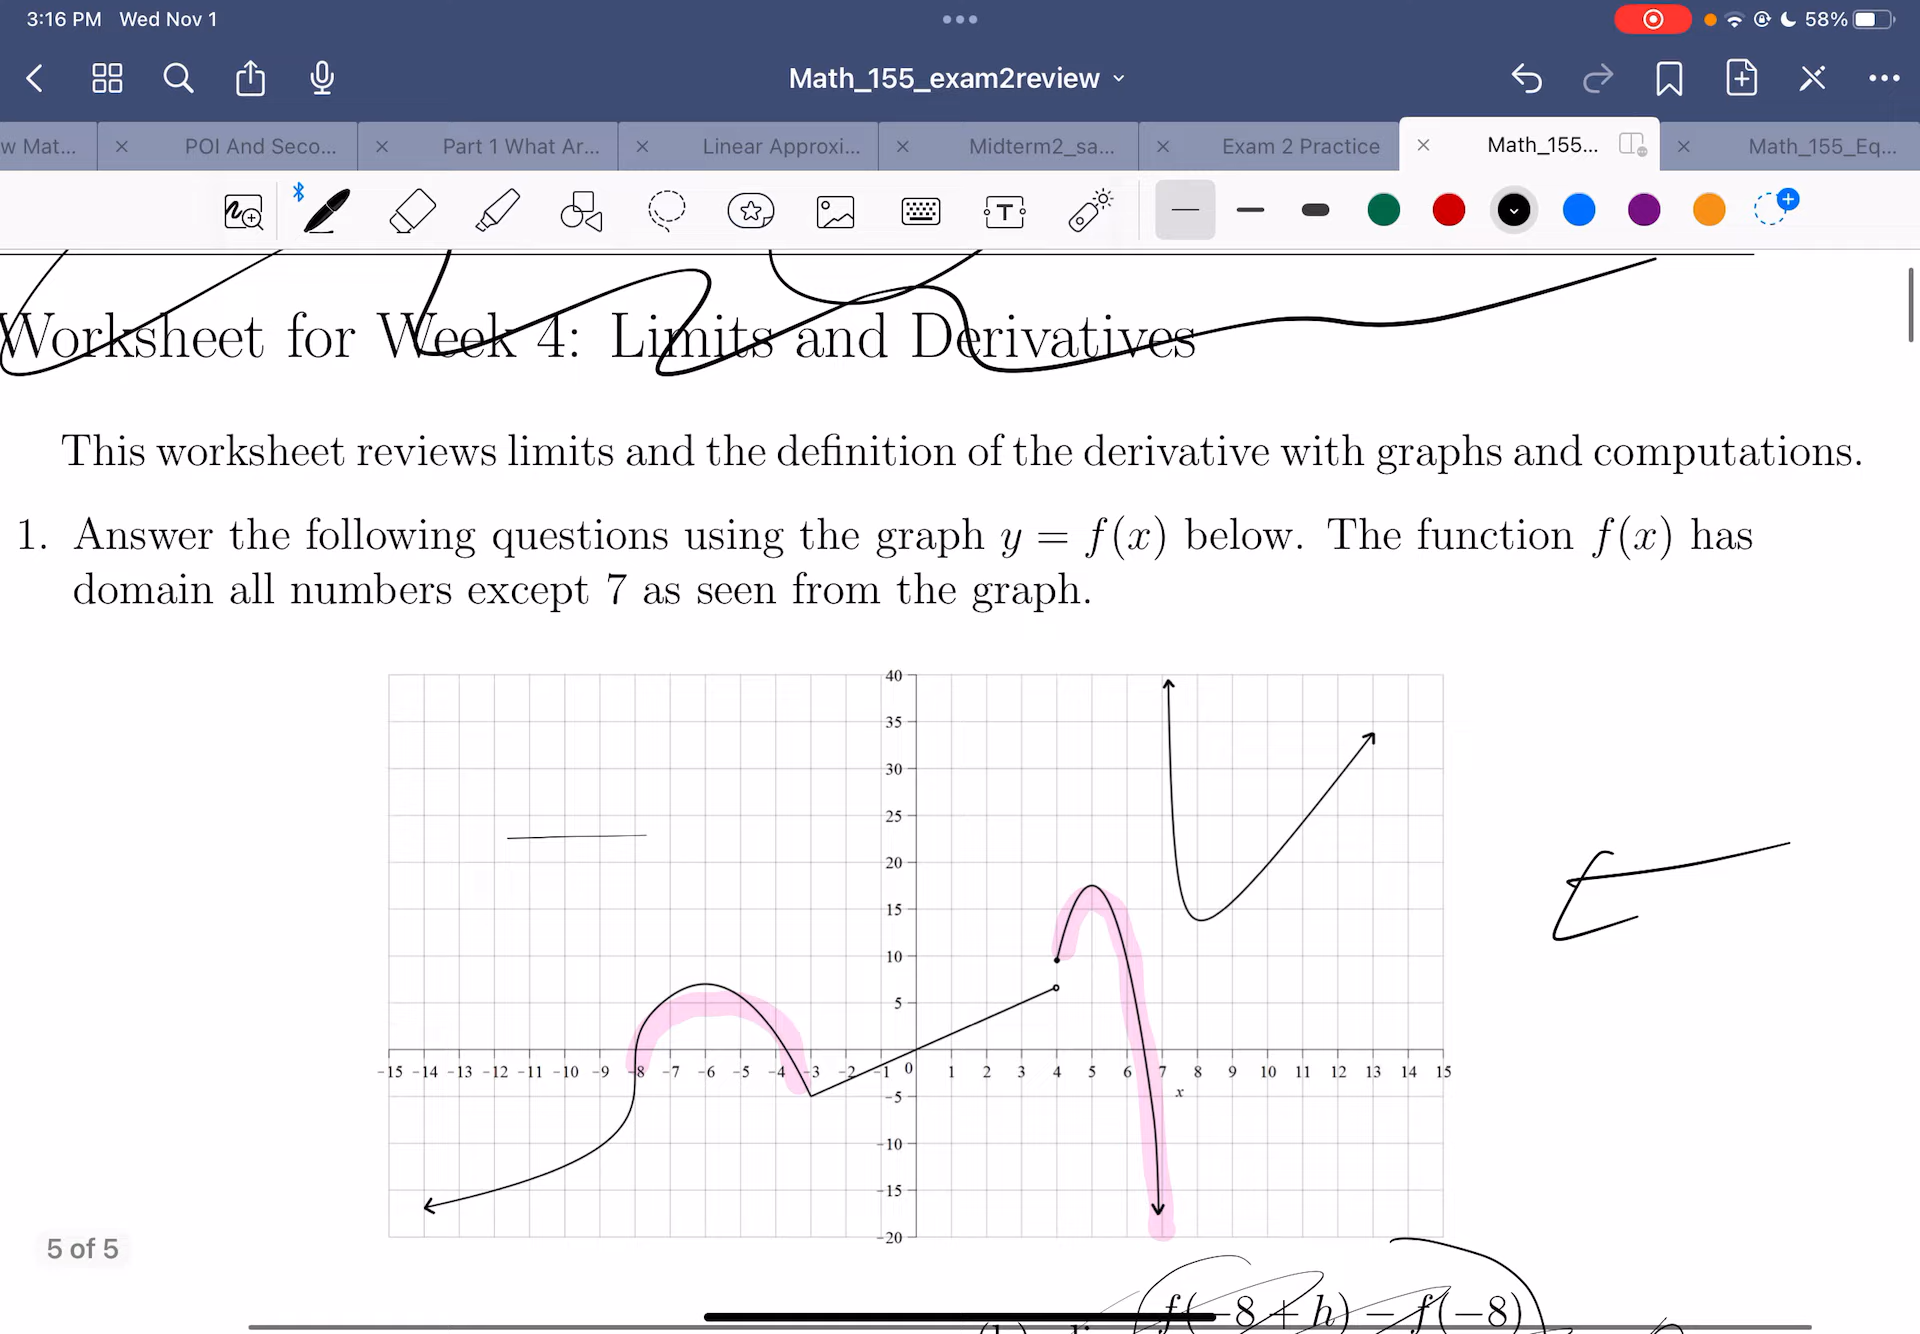 3:16 PM Wed Nov 1
58%
Math_155_exam2review
w Mat...
POI And Seco...
Part 1 What Ar...
Linear Approxi...
Midterm2_sa...
Exam 2 Practice
Math_155...
Math_155_Eq...
T
Worksheet for Week 4: Limits and Derivatives
This worksheet reviews limits and the definition of the derivative with graphs and computations.
1. Answer the following questions using the graph y = f(x) below. The function f(x) has
domain all numbers except 7 as seen from the graph.
40
35
30
25
20
15
10
5
-15 -14 -13 -12 -11 -10 -9 -8 -7 -6 -5 -4 -3 -2 -1 0 1 2 3 4 5 6 7 8 9 10 11 12 13 14 15
x
-5
-10
-15
-20
5 of 5
f(-8 + h) - f(-8)